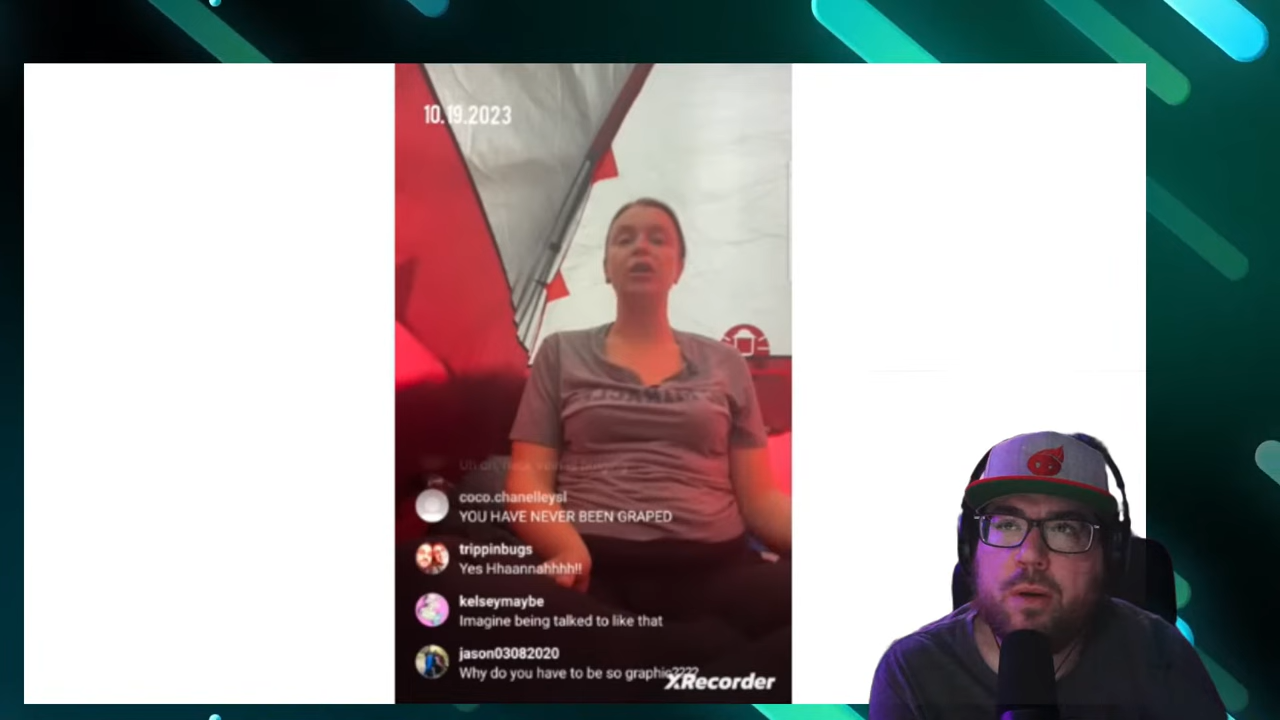 10.19.2023
coco.chanelleysl
YOU HAVE NEVER BEEN GRAPED
trippinbugs
Yes Hhaannahhhh!!
kelseymaybe
Imagine being talked to like that
jason03082020
Why do you have to be so graphic????
XRecorder